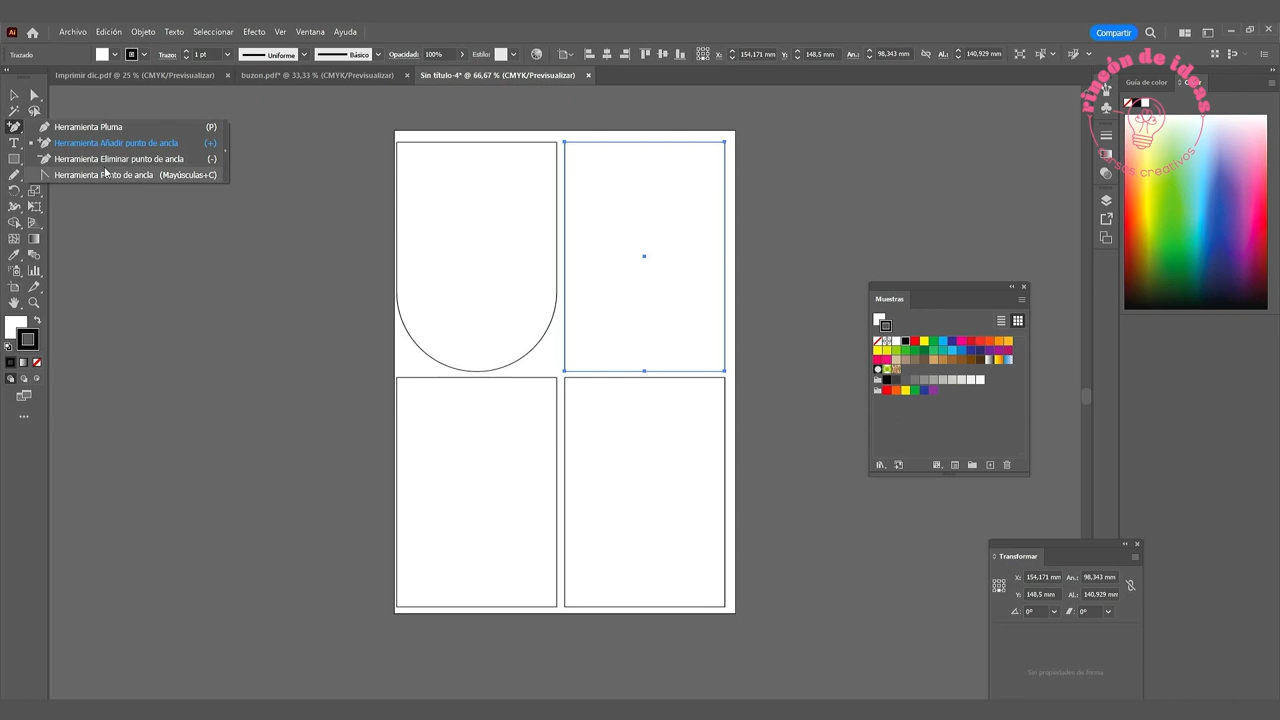 Ai
Archivo Edición Objeto Texto Seleccionar Efecto Ver Ventana Ayuda
Compartir
Trazado Trazo: 1 pt Uniforme Básico Opacidad: 100% Estilo: X: 154,171 mm Y: 148,5 mm An.: 98,343 mm Al.: 140,929 mm
Imprimir dic.pdf @ 25 % (CMYK/Previsualizar) × buzon.pdf* @ 33,33 % (CMYK/Previsualizar) × Sin título-4* @ 66,67 % (CMYK/Previsualizar) ×
rincón de ideas
cursos creativos
Guía de color
Herramienta Pluma (P)
Herramienta Añadir punto de ancla (+)
Herramienta Eliminar punto de ancla (-)
Herramienta Punto de ancla (Mayúsculas+C)
Muestras
Transformar
X: 154,171 mm An.: 98,343 mm
Y: 148,5 mm Al.: 140,929 mm
0° 0°
Sin propiedades de forma